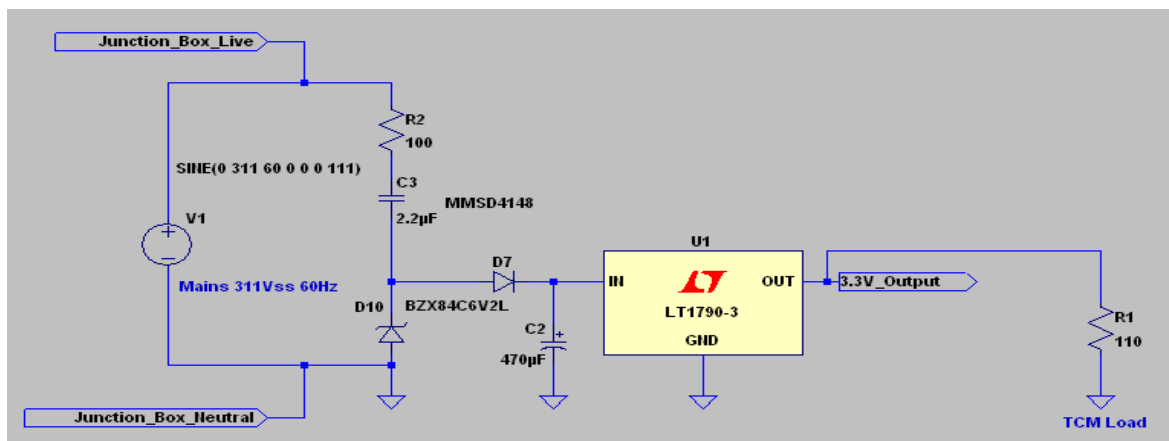 Junction_Box_Live
R2
100
SINE(0 311 60 0 0 0 111)
C3
MMSD4148
2.2µF
V1
U1
D7
Mains 311Vss 60Hz
IN
OUT
3.3V_Output
D10
BZX84C6V2L
LT1790-3
R1
C2
GND
110
470µF
Junction_Box_Neutral
TCM Load